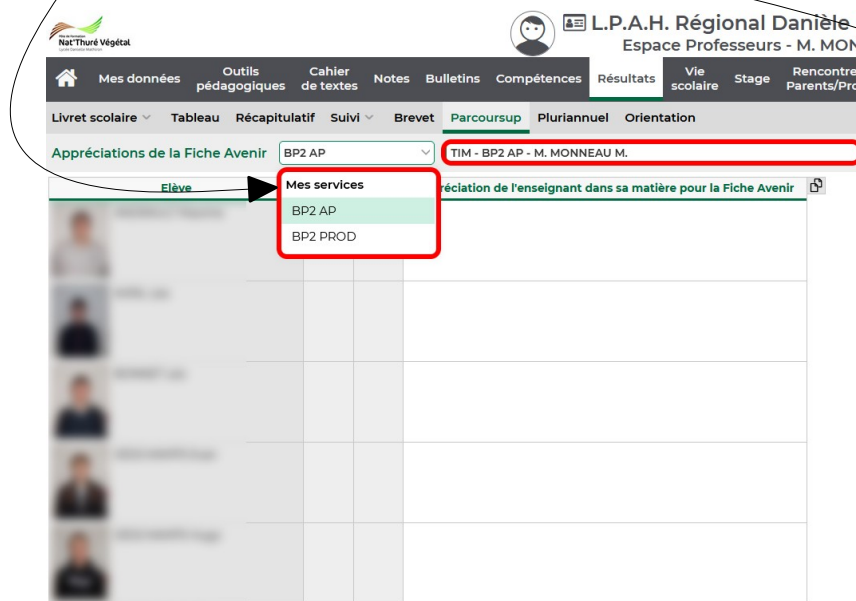 Nat'Thuré Végétal
L.P.A.H. Régional Danièle
Espace Professeurs - M. MON
Mes données
Outils
pédagogiques
Cahier
de textes
Notes
Bulletins
Compétences
Résultats
Vie
scolaire
Stage
Rencontre
Parents/Pro
Livret scolaire
Tableau
Récapitulatif
Suivi
Brevet
Parcoursup
Pluriannuel
Orientation
Appréciations de la Fiche Avenir
BP2 AP
TIM - BP2 AP - M. MONNEAU M.
Elève
Mes services
BP2 AP
BP2 PROD
réciation de l'enseignant dans sa matière pour la Fiche Avenir